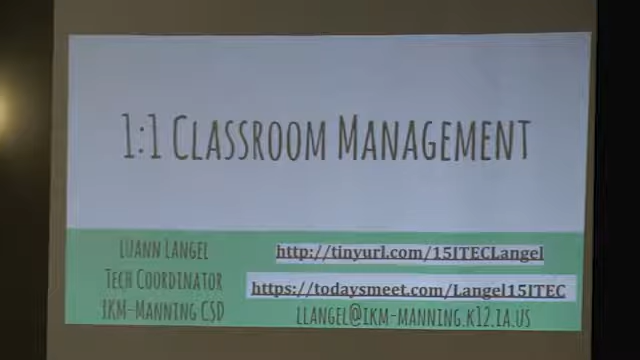 1:1 CLASSROOM MANAGEMENT
LUANN LANGEL
TECH COORDINATOR
IKM-MANNING CSD
http://tinyurl.com/15ITECLangel
https://todaysmeet.com/Langel15ITEC
LLANGEL@IKM-MANNING.K12.IA.US